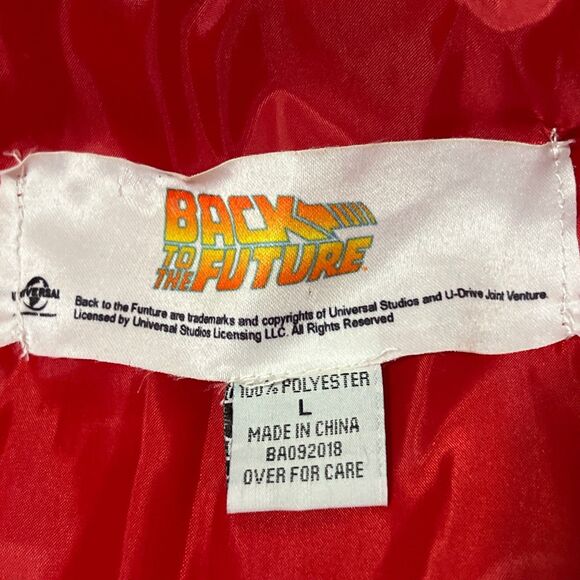 BACK
TO THE FUTURE
UNIVERSAL
Back to the Funture are trademarks and copyrights of Universal Studios and U-Drive Joint Venture.
Licensed by Universal Studios Licensing LLC. All Rights Reserved
100% POLYESTER
L
MADE IN CHINA
BA092018
OVER FOR CARE